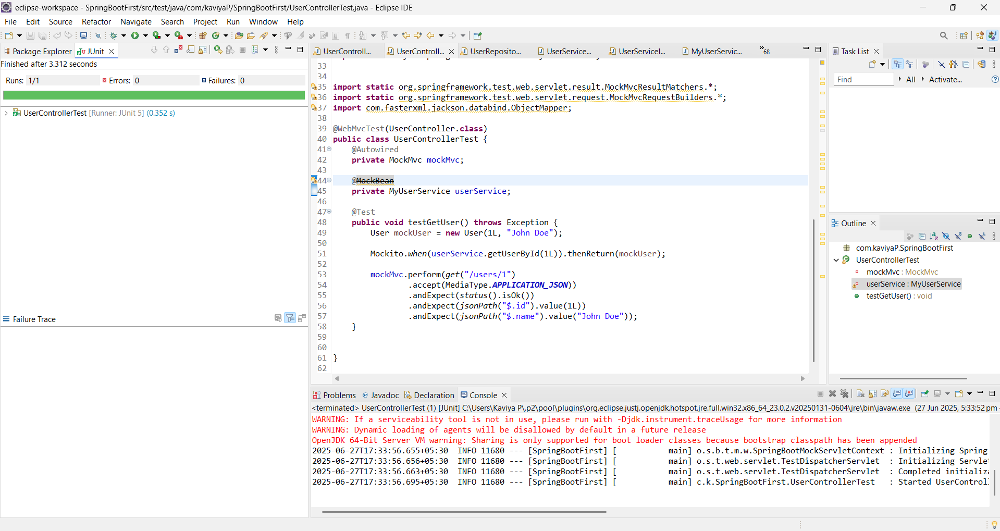 eclipse-workspace - SpringBootFirst/src/test/java/com/kaviyaP/SpringBootFirst/UserControllerTest.java - Eclipse IDE
File Edit Source Refactor Navigate Search Project Run Window Help
Package Explorer JUnit
Finished after 3.312 seconds
Runs: 1/1 Errors: 0 Failures: 0
UserControllerTest [Runner: JUnit 5] (0.352 s)
Failure Trace
UserControll... UserControll... UserReposito... UserService... UserServiceI... MyUserServic... »68
33
34
35 import static org.springframework.test.web.servlet.result.MockMvcResultMatchers.*;
36 import static org.springframework.test.web.servlet.request.MockMvcRequestBuilders.*;
37 import com.fasterxml.jackson.databind.ObjectMapper;
38
39 @WebMvcTest(UserController.class)
40 public class UserControllerTest {
41 @Autowired
42 private MockMvc mockMvc;
43
44 @MockBean
45 private MyUserService userService;
46
47 @Test
48 public void testGetUser() throws Exception {
49 User mockUser = new User(1L, "John Doe");
50
51 Mockito.when(userService.getUserById(1L)).thenReturn(mockUser);
52
53 mockMvc.perform(get("/users/1")
54 .accept(MediaType.APPLICATION_JSON))
55 .andExpect(status().isOk())
56 .andExpect(jsonPath("$.id").value(1L))
57 .andExpect(jsonPath("$.name").value("John Doe"));
58 }
59
60
61 }
62
Task List
Find All Activate...
Outline
com.kaviyaP.SpringBootFirst
UserControllerTest
mockMvc : MockMvc
userService : MyUserService
testGetUser() : void
Problems Javadoc Declaration Console
<terminated> UserControllerTest (1) [JUnit] C:\Users\Kaviya P\.p2\pool\plugins\org.eclipse.justj.openjdk.hotspot.jre.full.win32.x86_64_23.0.2.v20250131-0604\jre\bin\javaw.exe (27 Jun 2025, 5:33:52 pm
WARNING: If a serviceability tool is not in use, please run with -Djdk.instrument.traceUsage for more information
WARNING: Dynamic loading of agents will be disallowed by default in a future release
OpenJDK 64-Bit Server VM warning: Sharing is only supported for boot loader classes because bootstrap classpath has been appended
2025-06-27T17:33:56.655+05:30 INFO 11680 --- [SpringBootFirst] [ main] o.s.b.t.m.w.SpringBootMockServletContext : Initializing Spring
2025-06-27T17:33:56.656+05:30 INFO 11680 --- [SpringBootFirst] [ main] o.s.t.web.servlet.TestDispatcherServlet : Initializing Servle
2025-06-27T17:33:56.663+05:30 INFO 11680 --- [SpringBootFirst] [ main] o.s.t.web.servlet.TestDispatcherServlet : Completed initializ
2025-06-27T17:33:56.695+05:30 INFO 11680 --- [SpringBootFirst] [ main] c.k.SpringBootFirst.UserControllerTest : Started UserControl